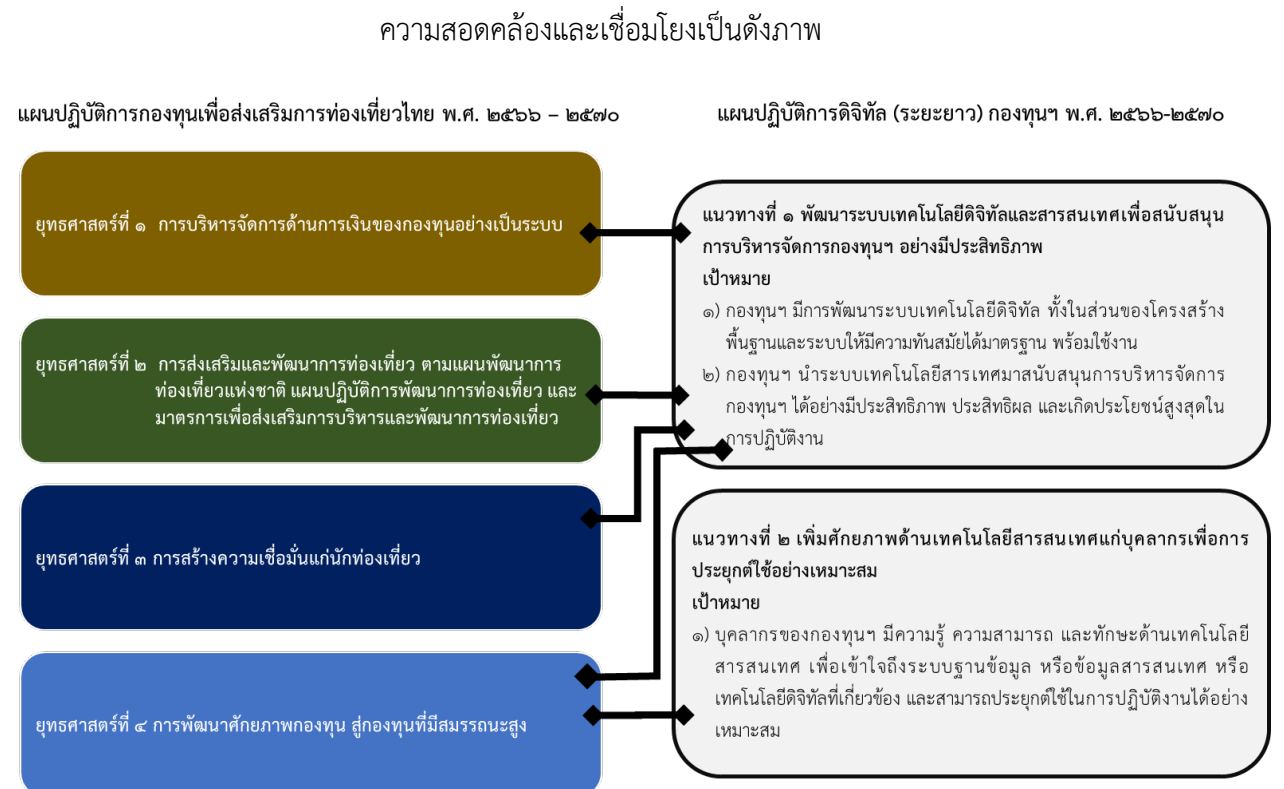 ความสอดคล้องและเชื่อมโยงเป็นดังภาพ
แผนปฏิบัติการกองทุนเพื่อส่งเสริมการท่องเที่ยวไทย พ.ศ. ๒๕๖๖ – ๒๕๗๐
ยุทธศาสตร์ที่ ๑ การบริหารจัดการด้านการเงินของกองทุนอย่างเป็นระบบ
ยุทธศาสตร์ที่ ๒ การส่งเสริมและพัฒนาการท่องเที่ยว ตามแผนพัฒนาการ
ท่องเที่ยวแห่งชาติ แผนปฏิบัติการพัฒนาการท่องเที่ยว และ
มาตรการเพื่อส่งเสริมการบริหารและพัฒนาการท่องเที่ยว
ยุทธศาสตร์ที่ ๓ การสร้างความเชื่อมั่นแก่นักท่องเที่ยว
ยุทธศาสตร์ที่ ๔ การพัฒนาศักยภาพกองทุน สู่กองทุนที่มีสมรรถนะสูง
แผนปฏิบัติการดิจิทัล (ระยะยาว) กองทุนฯ พ.ศ. ๒๕๖๖-๒๕๗๐
แนวทางที่ ๑ พัฒนาระบบเทคโนโลยีดิจิทัลและสารสนเทศเพื่อสนับสนุน
การบริหารจัดการกองทุนฯ อย่างมีประสิทธิภาพ
เป้าหมาย
๑) กองทุนฯ มีการพัฒนาระบบเทคโนโลยีดิจิทัล ทั้งในส่วนของโครงสร้าง
พื้นฐานและระบบให้มีความทันสมัยได้มาตรฐาน พร้อมใช้งาน
๒) กองทุนฯ นำระบบเทคโนโลยีสารเทศมาสนับสนุนการบริหารจัดการ
กองทุนฯ ได้อย่างมีประสิทธิภาพ ประสิทธิผล และเกิดประโยชน์สูงสุดใน
การปฏิบัติงาน
แนวทางที่ ๒ เพิ่มศักยภาพด้านเทคโนโลยีสารสนเทศแก่บุคลากรเพื่อการ
ประยุกต์ใช้อย่างเหมาะสม
เป้าหมาย
๑) บุคลากรของกองทุนฯ มีความรู้ ความสามารถ และทักษะด้านเทคโนโลยี
สารสนเทศ เพื่อเข้าใจถึงระบบฐานข้อมูล หรือข้อมูลสารสนเทศ หรือ
เทคโนโลยีดิจิทัลที่เกี่ยวข้อง และสามารถประยุกต์ใช้ในการปฏิบัติงานได้อย่าง
เหมาะสม